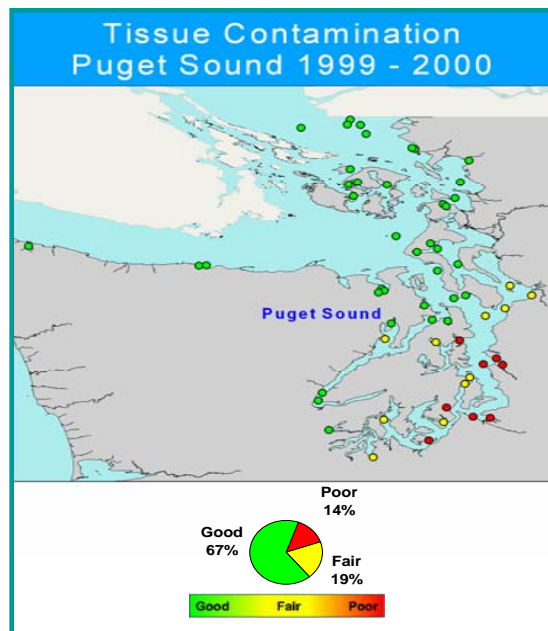 Tissue Contamination
Puget Sound 1999 - 2000
Puget Sound
Poor
14%
Good
67%
Fair
19%
Good Fair Poor